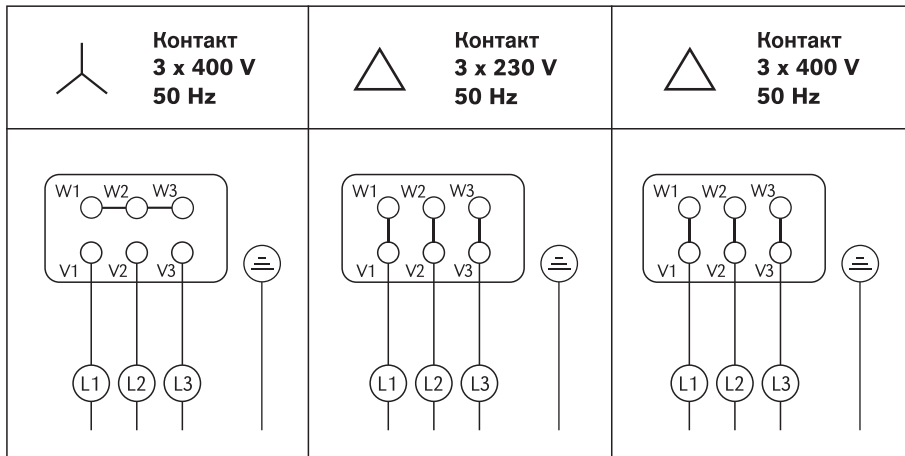 Контакт
3 x 400 V
50 Hz
Контакт
3 x 230 V
50 Hz
Контакт
3 x 400 V
50 Hz
W1 W2 W3
V1 V2 V3
L1 L2 L3
W1 W2 W3
V1 V2 V3
L1 L2 L3
W1 W2 W3
V1 V2 V3
L1 L2 L3